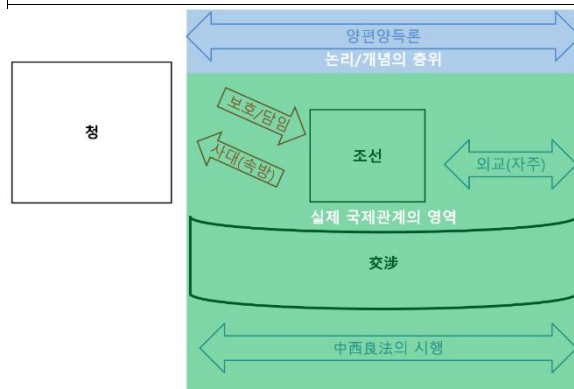 양편양득론
논리/개념의 층위
청
보호/담임
사대(속방)
조선
외교(자주)
실제 국제관계의 영역
交涉
中西良法의 시행